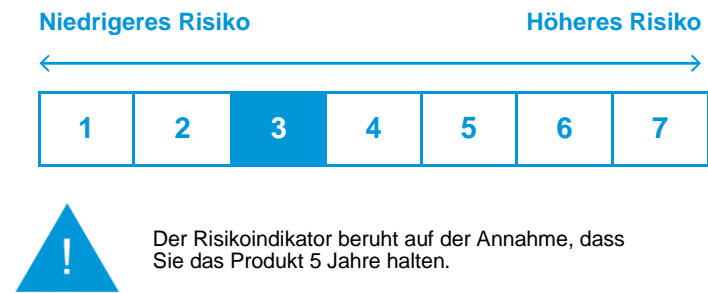 Niedrigeres Risiko Höheres Risiko
1 2 3 4 5 6 7
!
Der Risikoindikator beruht auf der Annahme, dass
Sie das Produkt 5 Jahre halten.